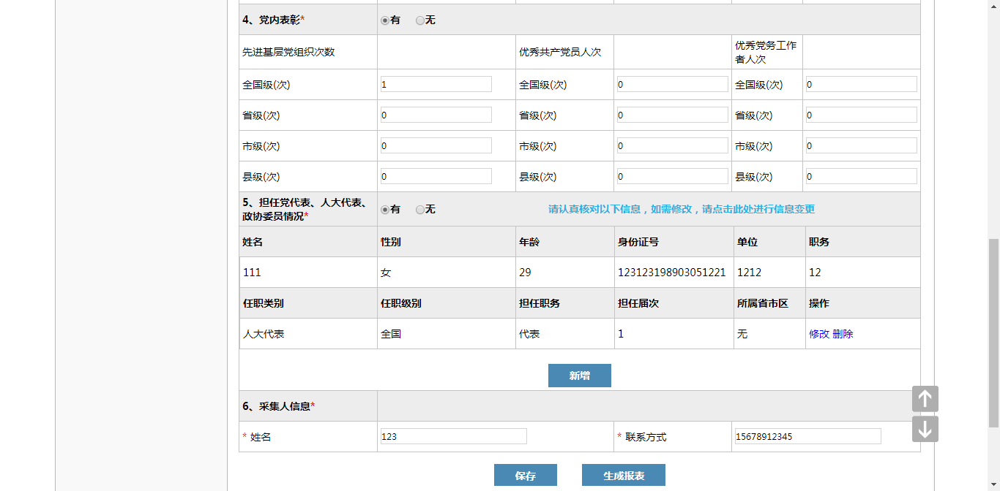 4、党内表彰* 有 无
先进基层党组织次数 优秀共产党员人次 优秀党务工作
者人次
全国级(次) 1 全国级(次) 0 全国级(次) 0
省级(次) 0 省级(次) 0 省级(次) 0
市级(次) 0 市级(次) 0 市级(次) 0
县级(次) 0 县级(次) 0 县级(次) 0
5、担任党代表、人大代表、
政协委员情况* 有 无 请认真核对以下信息，如需修改，请点击此处进行信息变更
姓名 性别 年龄 身份证号 单位 职务
111 女 29 123123198903051221 1212 12
任职类别 任职级别 担任职务 担任届次 所属省市区 操作
人大代表 全国 代表 1 无 修改 删除
新增
6、采集人信息*
* 姓名 123 * 联系方式 15678912345
保存 生成报表